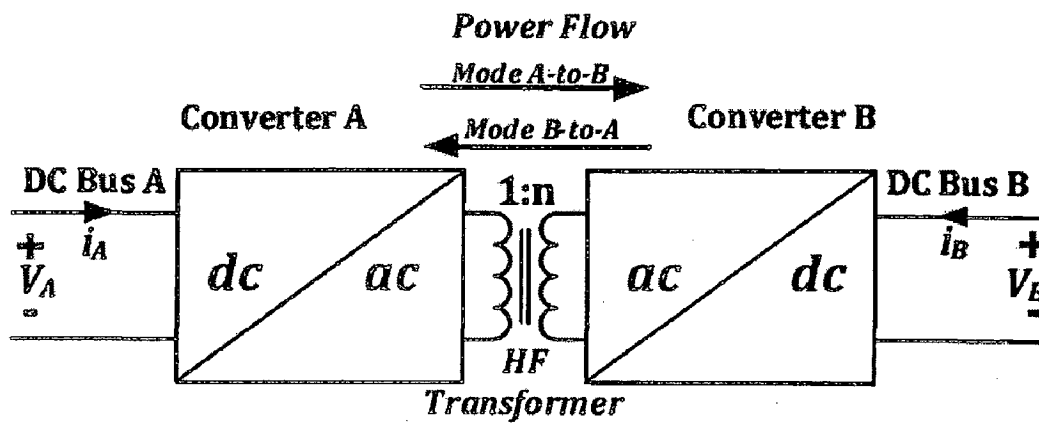 Power Flow
Mode A-to-B
Converter A
Converter B
Mode B-to-A
DC Bus A
1:n
DC Bus B
i_A
i_B
+
V_A
-
dc
ac
ac
dc
+
V_B
-
HF
Transformer